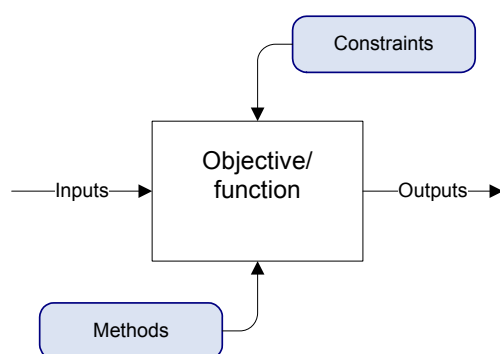 Constraints
Objective/
function
Inputs
Outputs
Methods